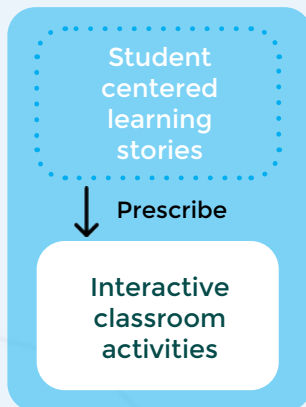 Student
centered
learning
stories
Prescribe
Interactive
classroom
activities